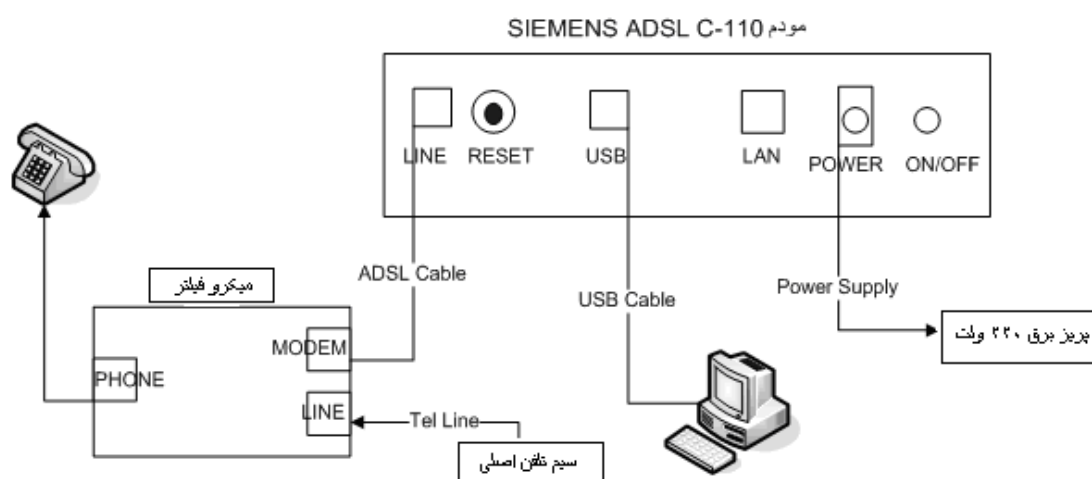 مودم SIEMENS ADSL C-110
LINE RESET USB LAN POWER ON/OFF
ADSL Cable
USB Cable
Power Supply
میکرو فیلتر
MODEM
PHONE
LINE
Tel Line
سیم تلفن اصلی
پریز برق ۲۲۰ ولت